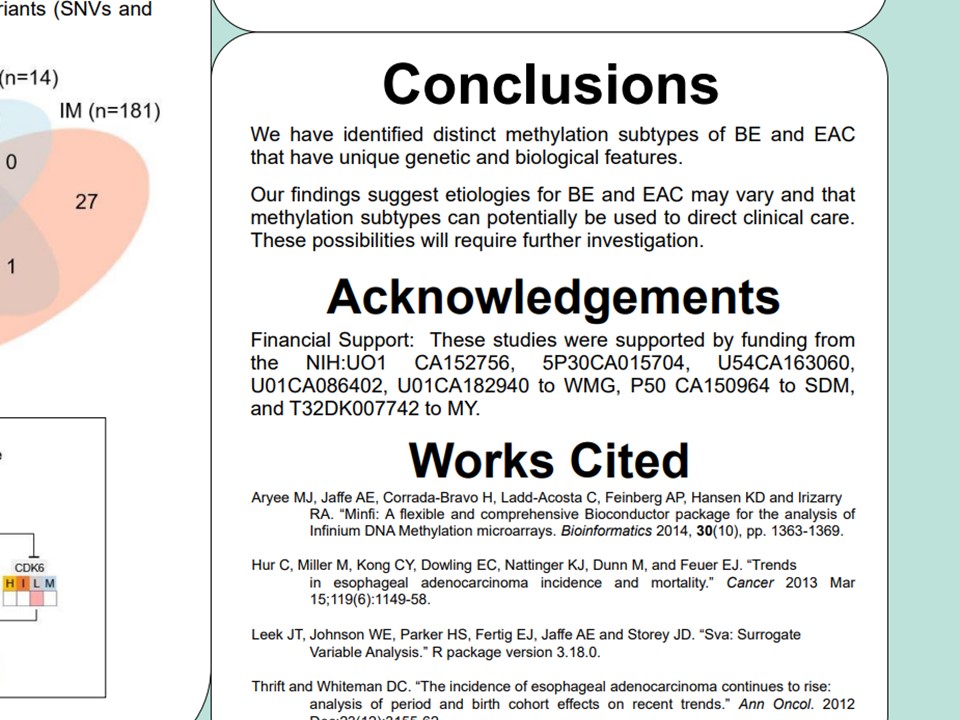 riants (SNVs and
(n=14)
IM (n=181)
0
27
1
CDK6
H I L M
Conclusions
We have identified distinct methylation subtypes of BE and EAC
that have unique genetic and biological features.
Our findings suggest etiologies for BE and EAC may vary and that
methylation subtypes can potentially be used to direct clinical care.
These possibilities will require further investigation.
Acknowledgements
Financial Support: These studies were supported by funding from
the NIH:UO1 CA152756, 5P30CA015704, U54CA163060,
U01CA086402, U01CA182940 to WMG, P50 CA150964 to SDM,
and T32DK007742 to MY.
Works Cited
Aryee MJ, Jaffe AE, Corrada-Bravo H, Ladd-Acosta C, Feinberg AP, Hansen KD and Irizarry
RA. “Minfi: A flexible and comprehensive Bioconductor package for the analysis of
Infinium DNA Methylation microarrays. Bioinformatics 2014, 30(10), pp. 1363-1369.
Hur C, Miller M, Kong CY, Dowling EC, Nattinger KJ, Dunn M, and Feuer EJ. “Trends
in esophageal adenocarcinoma incidence and mortality.” Cancer 2013 Mar
15;119(6):1149-58.
Leek JT, Johnson WE, Parker HS, Fertig EJ, Jaffe AE and Storey JD. “Sva: Surrogate
Variable Analysis.” R package version 3.18.0.
Thrift and Whiteman DC. “The incidence of esophageal adenocarcinoma continues to rise:
analysis of period and birth cohort effects on recent trends.” Ann Oncol. 2012